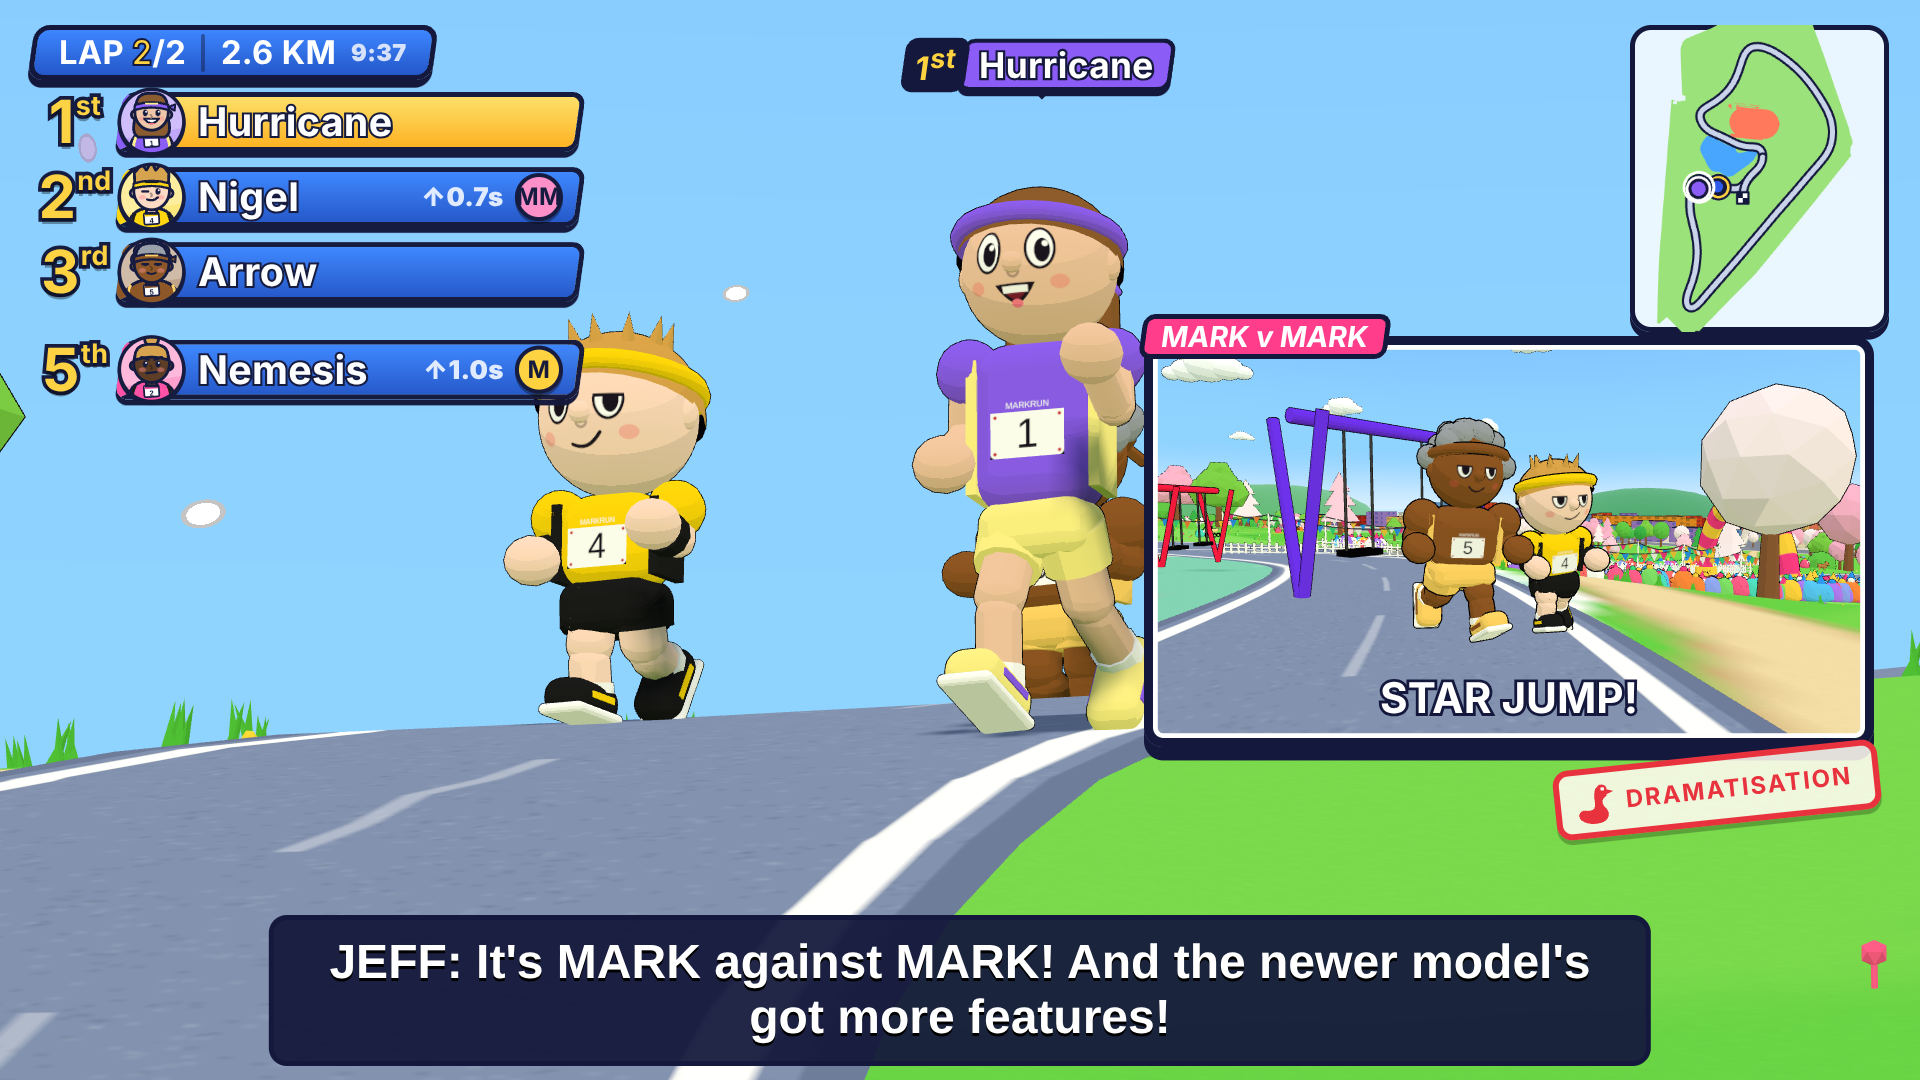 LAP 2/2 2.6 KM 9:37
1st Hurricane
2nd Nigel ↑0.7s MM
3rd Arrow
5th Nemesis ↑1.0s M
1st Hurricane
MARKRUN
1
MARKRUN
4
MARK v MARK
5
4
STAR JUMP!
DRAMATISATION
JEFF: It's MARK against MARK! And the newer model's
got more features!